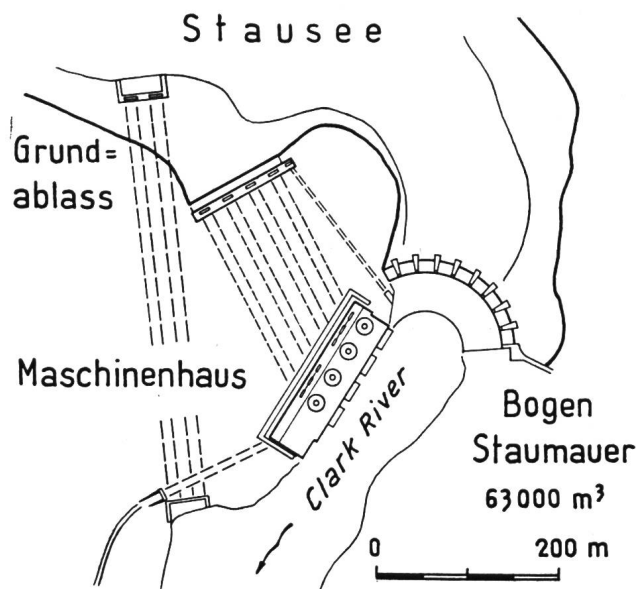 Stausee
Grund=
ablass
Maschinenhaus
Clark River
Bogen
Staumauer
63000 m³
0 200 m